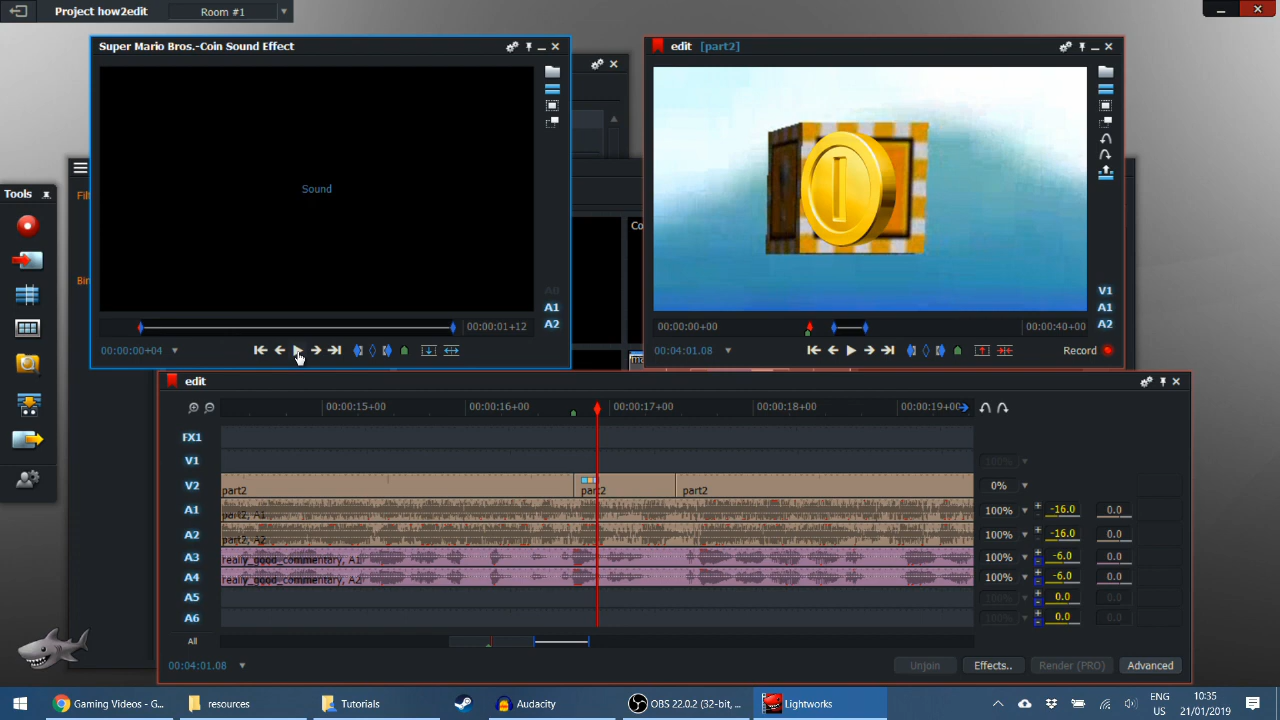 Project how2edit
Room #1
Super Mario Bros.-Coin Sound Effect
edit [part2]
Tools
Sound
A0
A1
A2
00:00:01+12
00:00:00+04
V1
A1
A2
00:00:00+00
00:00:40+00
00:04:01.08
Record
edit
00:00:15+00
00:00:16+00
00:00:17+00
00:00:18+00
00:00:19+00
FX1
V1
100%
V2
part2
part2
part2
0%
A1
part2, A1
100%
-16.0
0.0
A2
part2, A2
100%
-16.0
0.0
A3
really_good_commentary, A1
100%
-6.0
0.0
A4
really_good_commentary, A2
100%
-6.0
0.0
A5
100%
0.0
0.0
A6
100%
0.0
0.0
All
00:04:01.08
Unjoin
Effects..
Render (PRO)
Advanced
Gaming Videos - G...
resources
Tutorials
Audacity
OBS 22.0.2 (32-bit, ...
Lightworks
ENG
US
10:35
21/01/2019